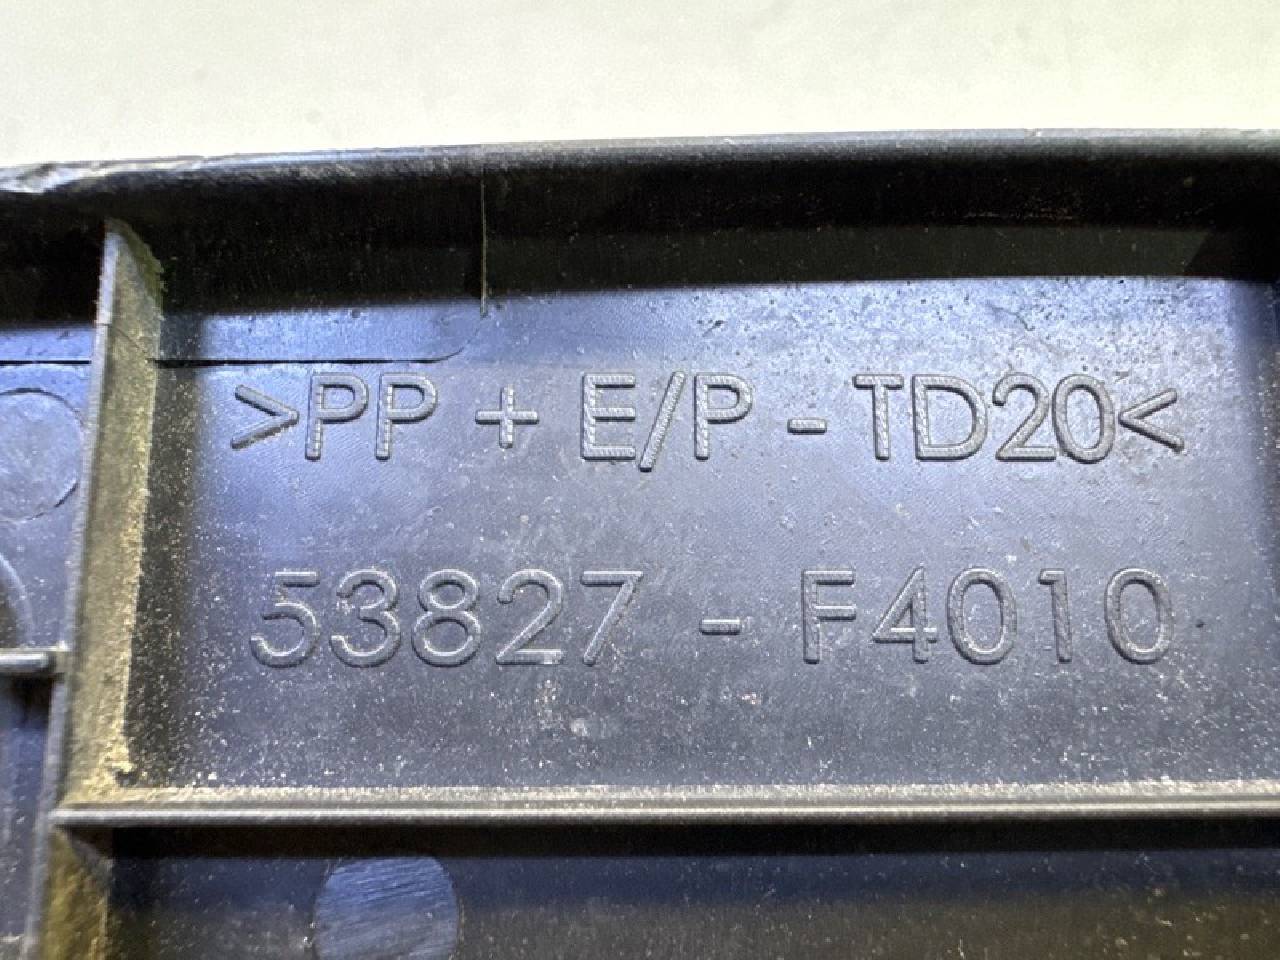 >PP + E/P - TD20<
53827 - F4010